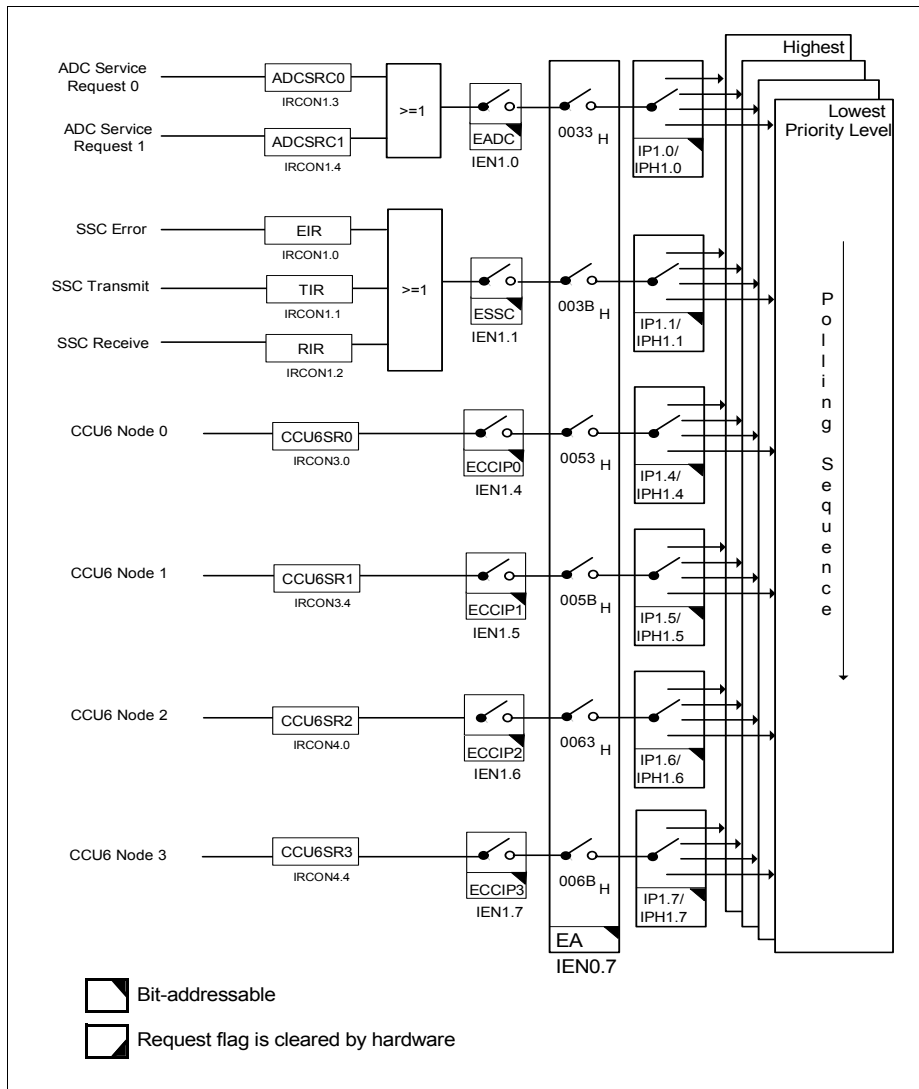 Highest
Lowest
Priority Level
ADC Service
Request 0
ADCSRC0
IRCON1.3
ADC Service
Request 1
ADCSRC1
IRCON1.4
>=1
EADC
IEN1.0
0033 H
IP1.0/
IPH1.0
SSC Error
EIR
IRCON1.0
SSC Transmit
TIR
IRCON1.1
SSC Receive
RIR
IRCON1.2
>=1
ESSC
IEN1.1
003B H
IP1.1/
IPH1.1
CCU6 Node 0
CCU6SR0
IRCON3.0
ECCIP0
IEN1.4
0053 H
IP1.4/
IPH1.4
CCU6 Node 1
CCU6SR1
IRCON3.4
ECCIP1
IEN1.5
005B H
IP1.5/
IPH1.5
CCU6 Node 2
CCU6SR2
IRCON4.0
ECCIP2
IEN1.6
0063 H
IP1.6/
IPH1.6
CCU6 Node 3
CCU6SR3
IRCON4.4
ECCIP3
IEN1.7
006B H
IP1.7/
IPH1.7
EA
IEN0.7
Polling Sequence
Bit-addressable
Request flag is cleared by hardware